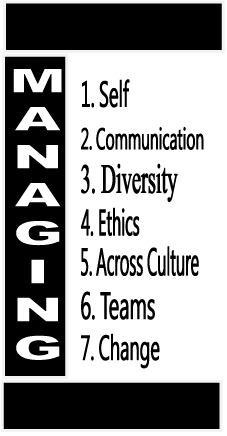 MANAGING
1. Self
2. Communication
3. Diversity
4. Ethics
5. Across Culture
6. Teams
7. Change